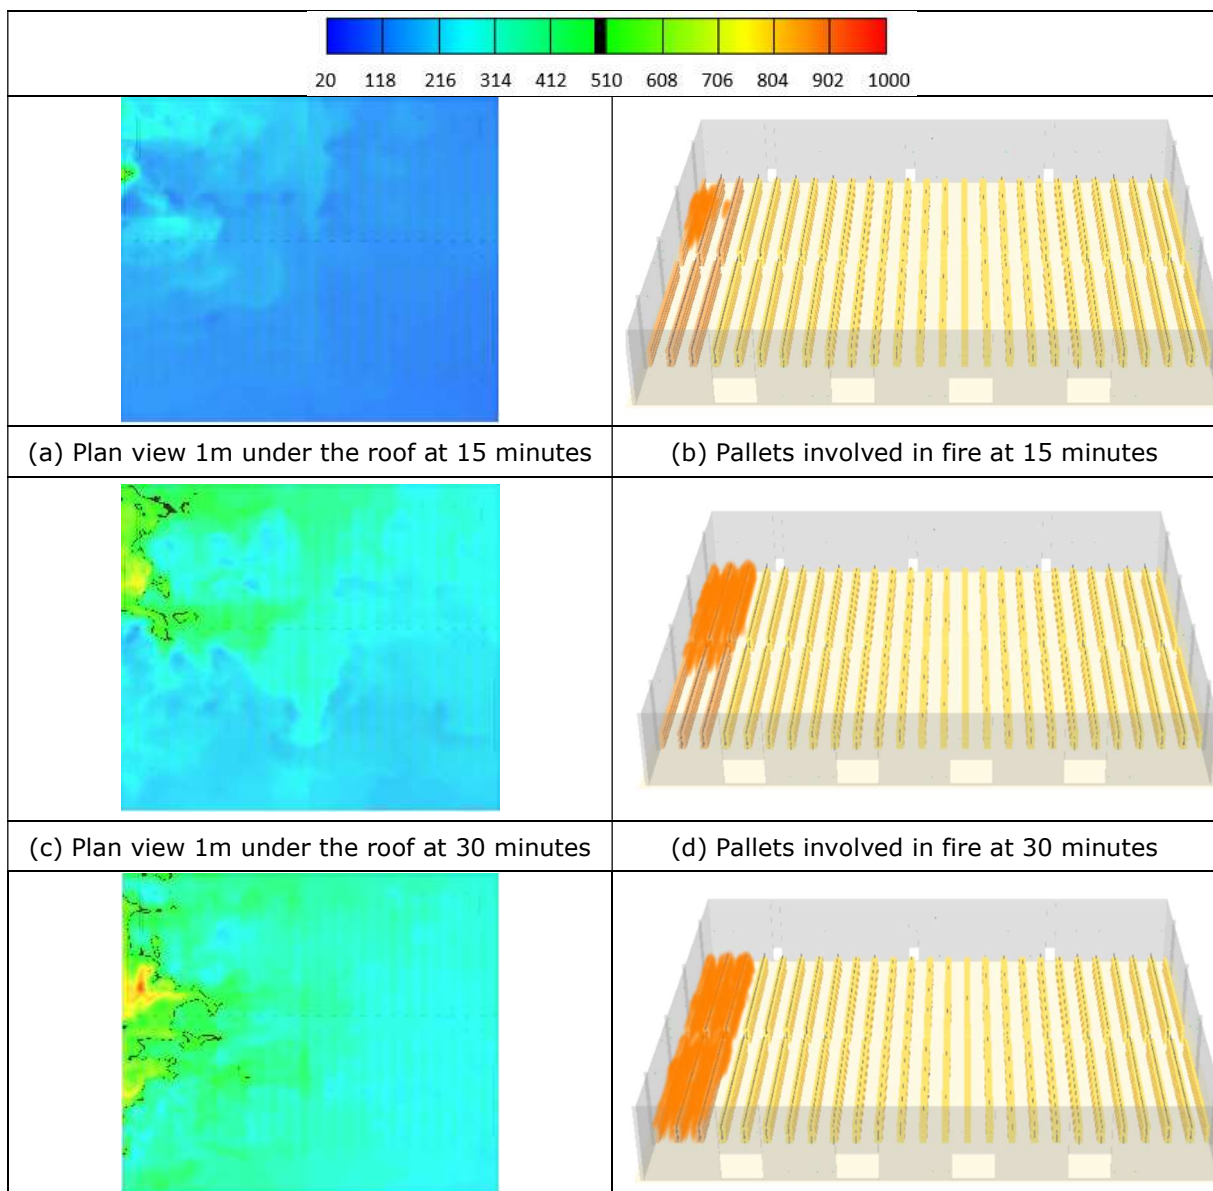 20 118 216 314 412 510 608 706 804 902 1000
(a) Plan view 1m under the roof at 15 minutes
(b) Pallets involved in fire at 15 minutes
(c) Plan view 1m under the roof at 30 minutes
(d) Pallets involved in fire at 30 minutes